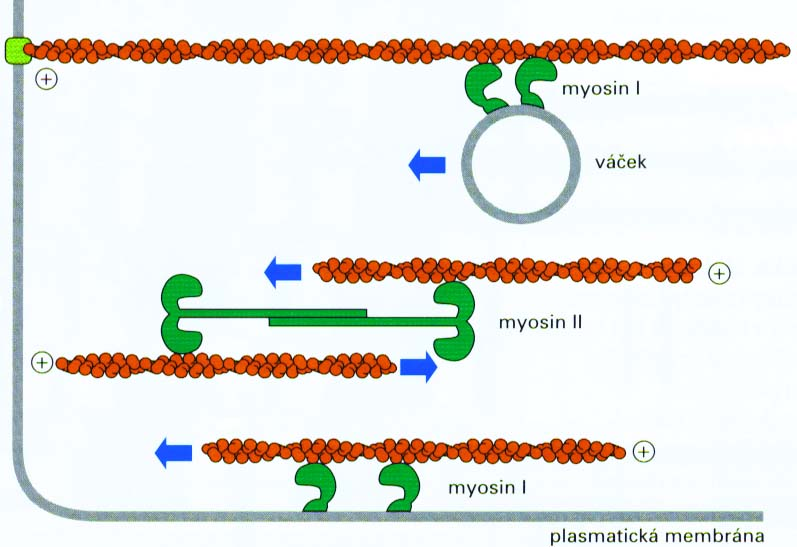 +
myosin I
váček
+
myosin II
+
+
myosin I
plasmatická membrána